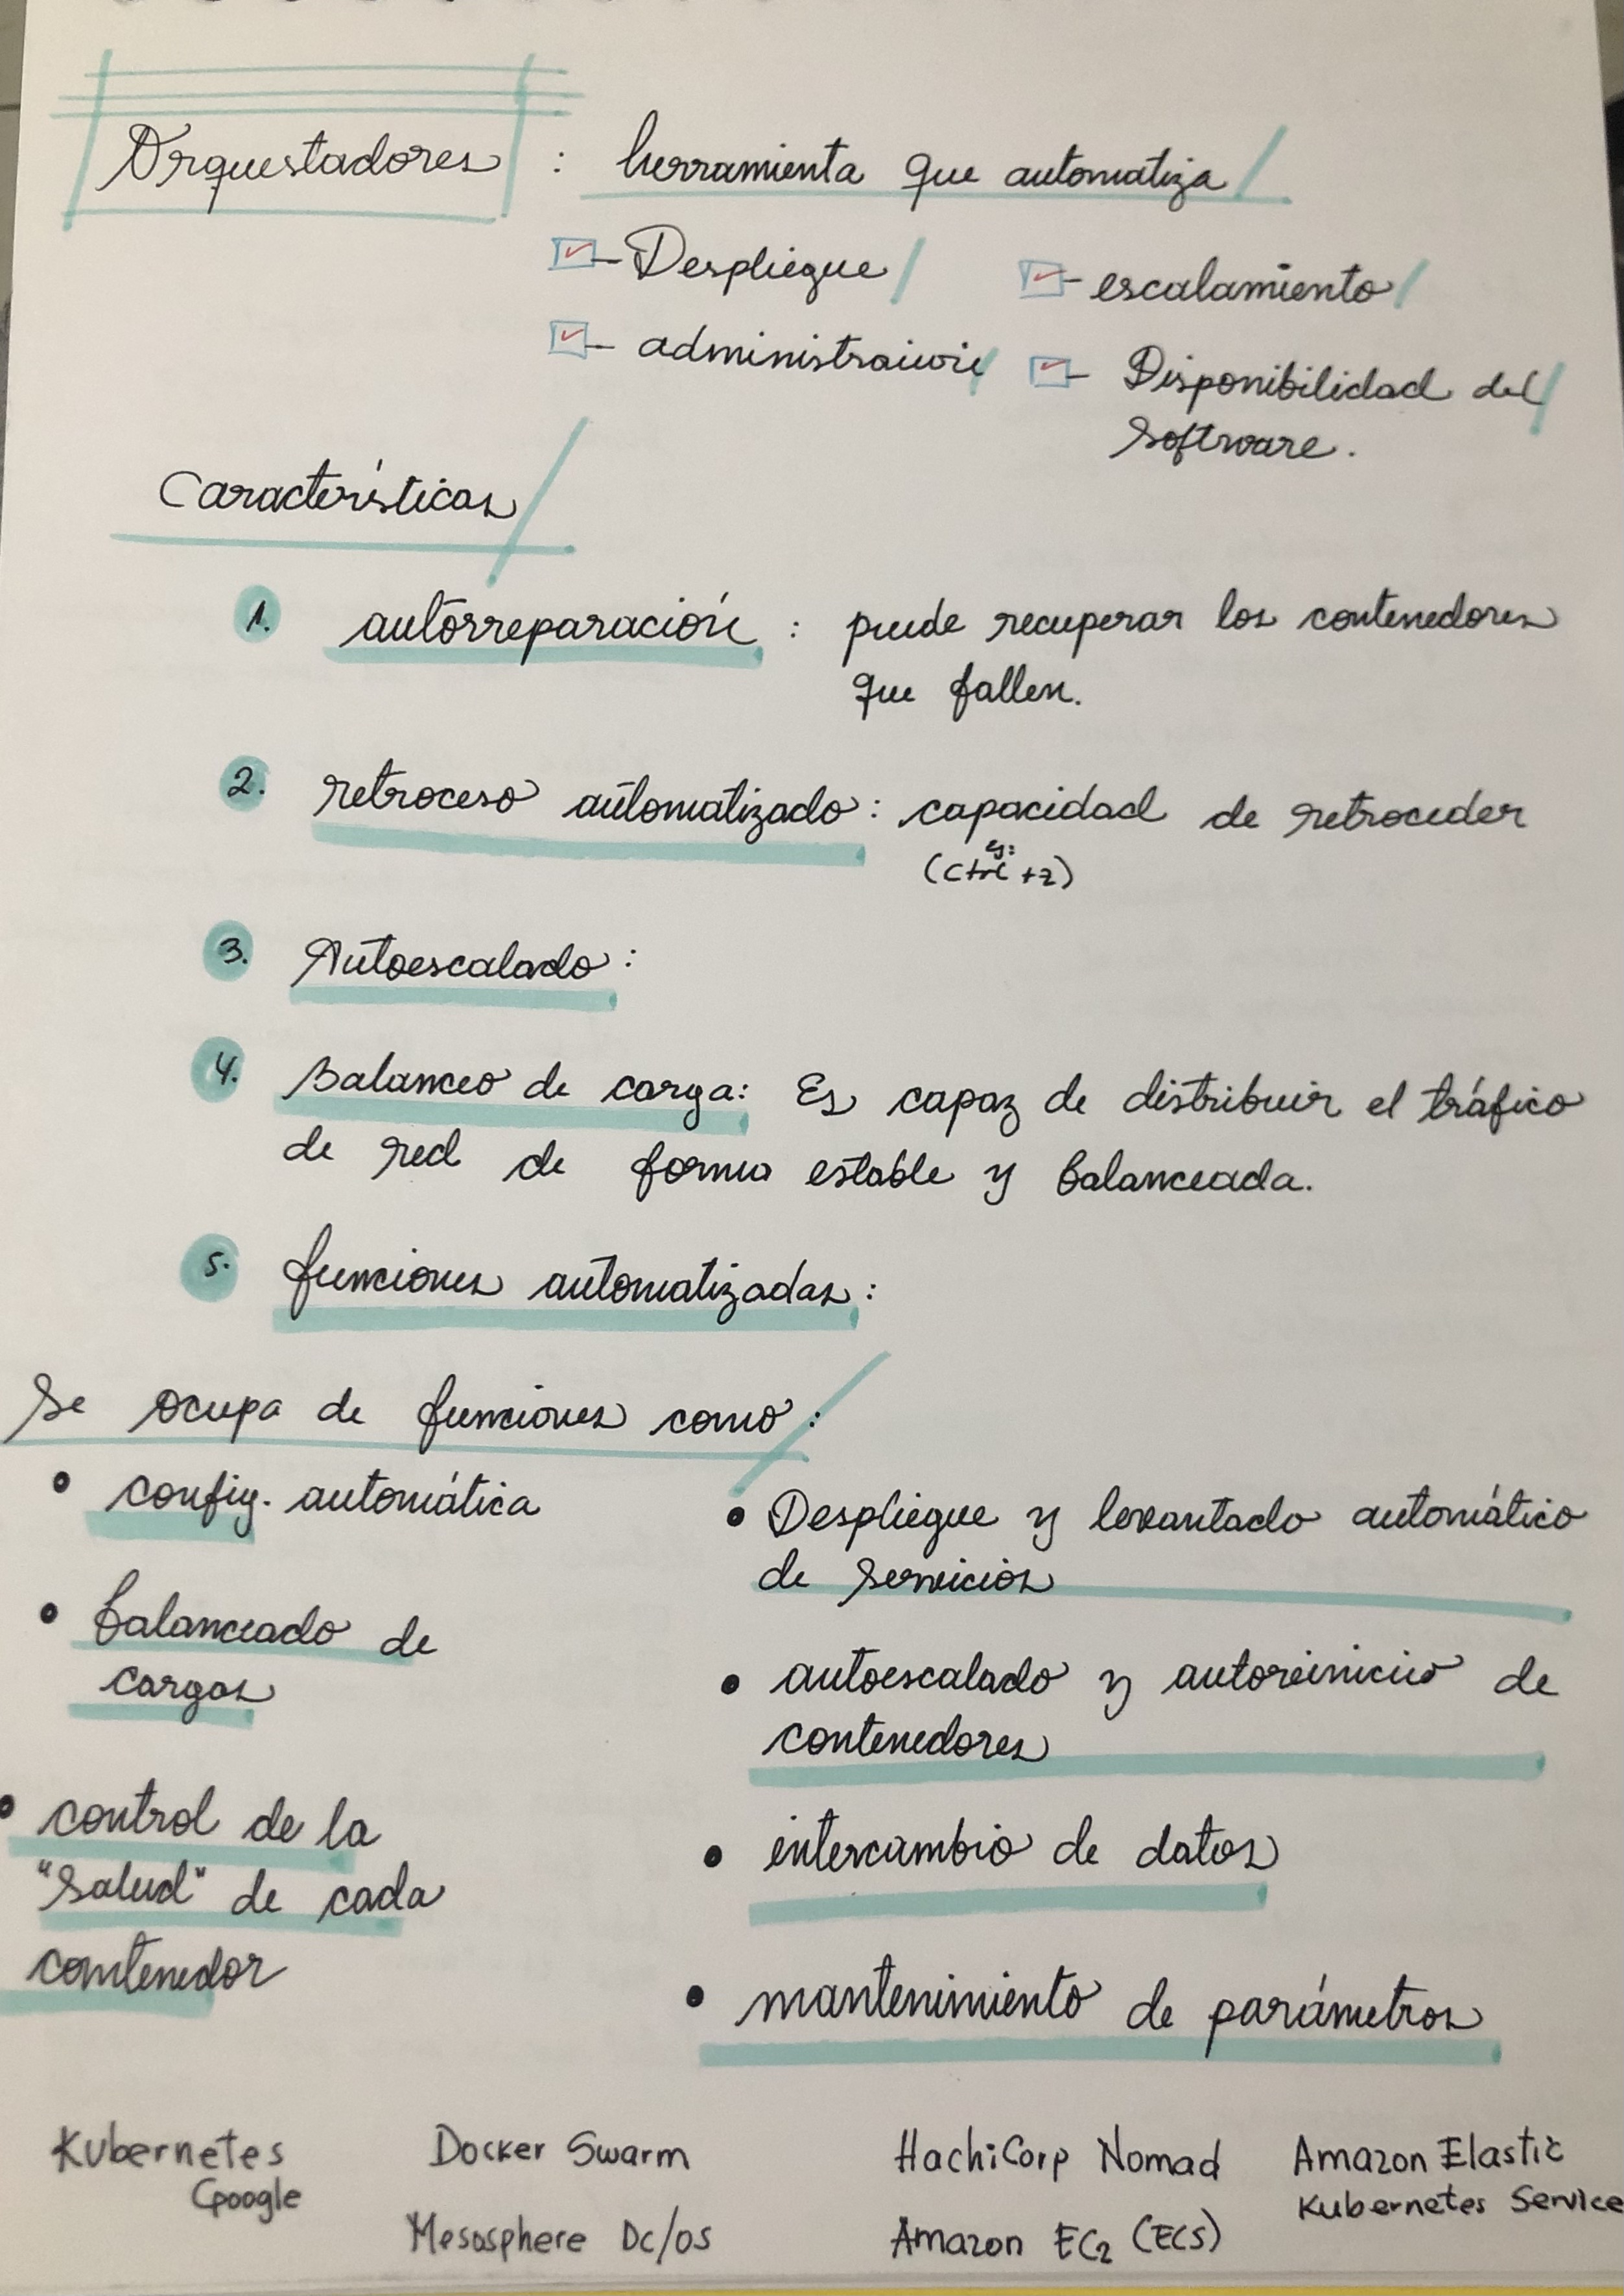 Orquestadores : herramienta que automatiza
- Despliegue
- escalamiento
- administración
- Disponibilidad del
software.
Características
1. autorreparación : puede recuperar los contenedores
que fallen.
2. retroceso automatizado : capacidad de retroceder
ej:
(ctrl +z)
3. Autoescalado :
4. Balanceo de carga: Es capaz de distribuir el tráfico
de red de forma estable y balanceada.
5. funciones automatizadas :
Se ocupa de funciones como :
• config. automática
• balanceado de
cargas
• control de la
"salud" de cada
contenedor
• Despliegue y levantado automático
de servicios
• autoescalado y autoreinicio de
contenedores
• intercambio de datos
• mantenimiento de parámetros
Kubernetes
Google
Docker Swarm
Mesosphere Dc/os
HachiCorp Nomad
Amazon EC2 (ECS)
Amazon Elastic
Kubernetes Service